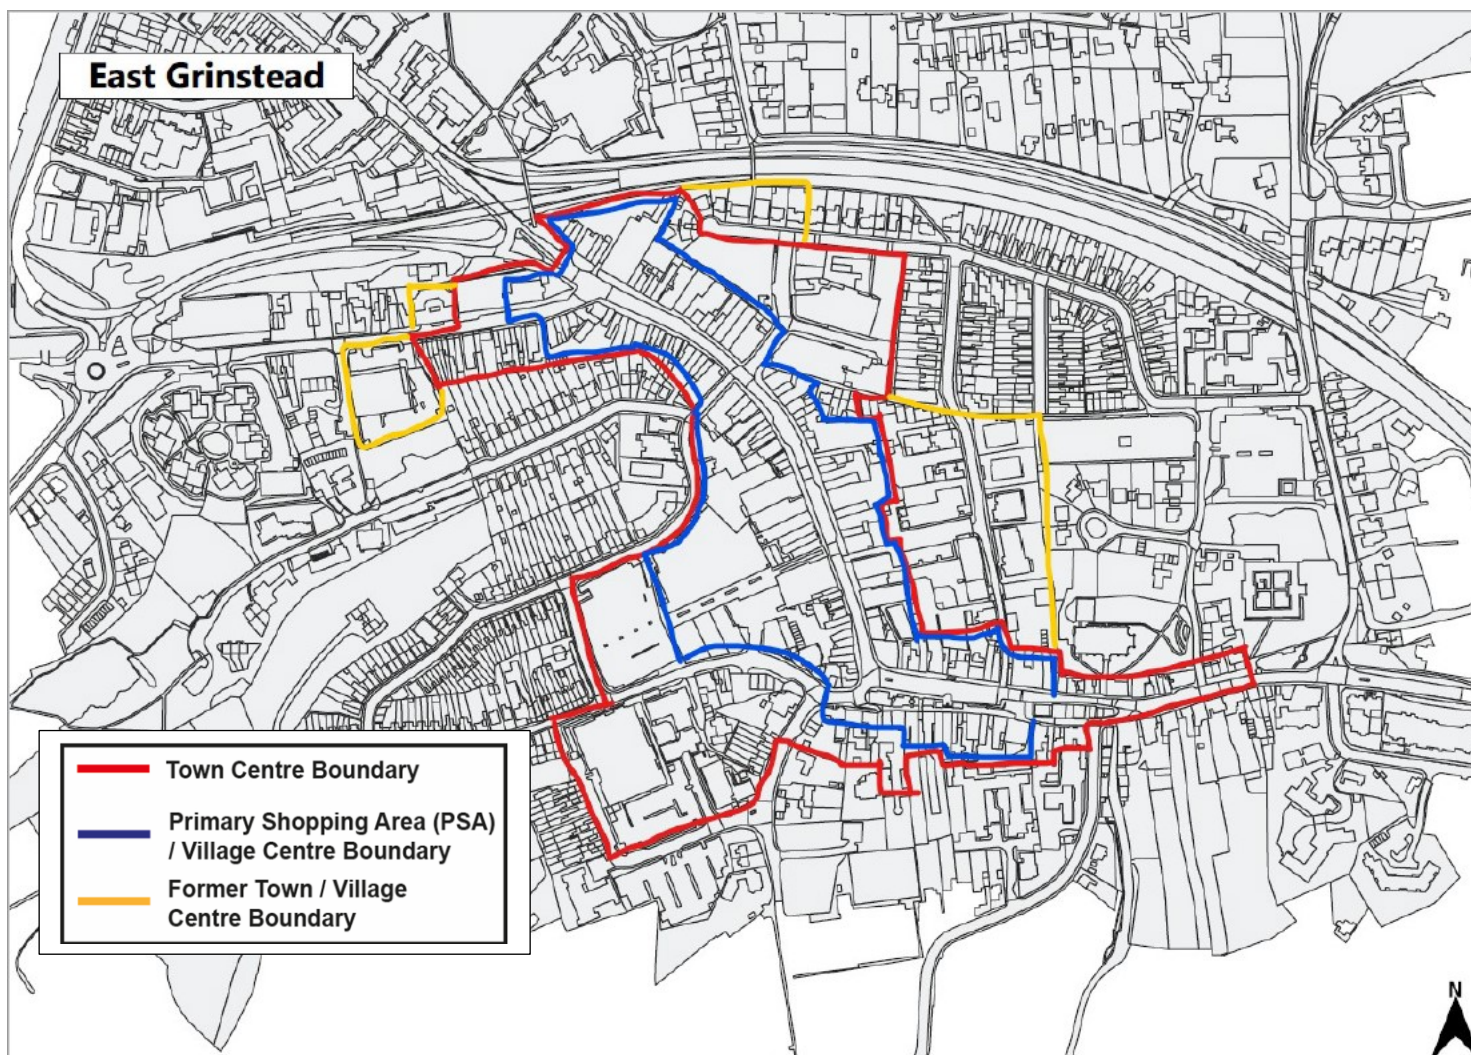 East Grinstead
Town Centre Boundary
Primary Shopping Area (PSA)
/ Village Centre Boundary
Former Town / Village
Centre Boundary
N